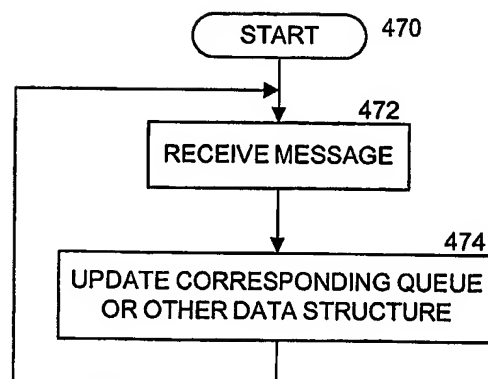 START
470
472
RECEIVE MESSAGE
474
UPDATE CORRESPONDING QUEUE
OR OTHER DATA STRUCTURE